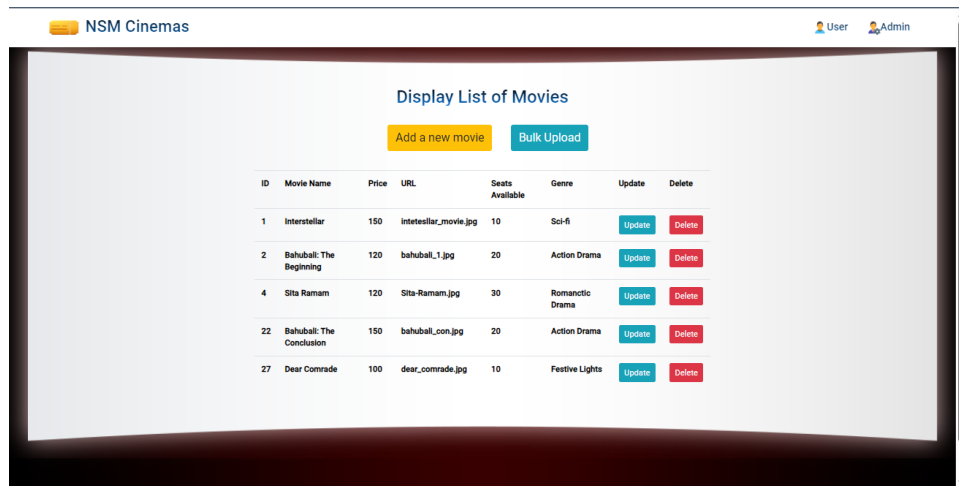 NSM Cinemas User Admin
Display List of Movies
Add a new movie Bulk Upload
ID Movie Name Price URL Seats Genre Update Delete
Available
1 Interstellar 150 intetesllar_movie.jpg 10 Sci-fi Update Delete
2 Bahubali: The 120 bahubali_1.jpg 20 Action Drama Update Delete
Beginning
4 Sita Ramam 120 Sita-Ramam.jpg 30 Romanctic Update Delete
Drama
22 Bahubali: The 150 bahubali_con.jpg 20 Action Drama Update Delete
Conclusion
27 Dear Comrade 100 dear_comrade.jpg 10 Festive Lights Update Delete